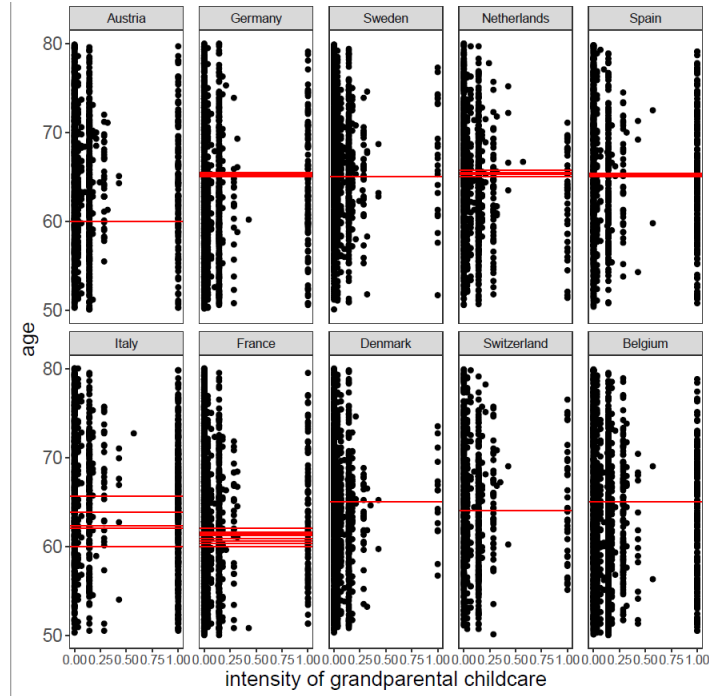 Austria Germany Sweden Netherlands Spain
80
70
60
50
Italy France Denmark Switzerland Belgium
80
70
60
50
0.00 0.25 0.50 0.75 1.00 0.00 0.25 0.50 0.75 1.00 0.00 0.25 0.50 0.75 1.00 0.00 0.25 0.50 0.75 1.00 0.00 0.25 0.50 0.75 1.00
age
intensity of grandparental childcare